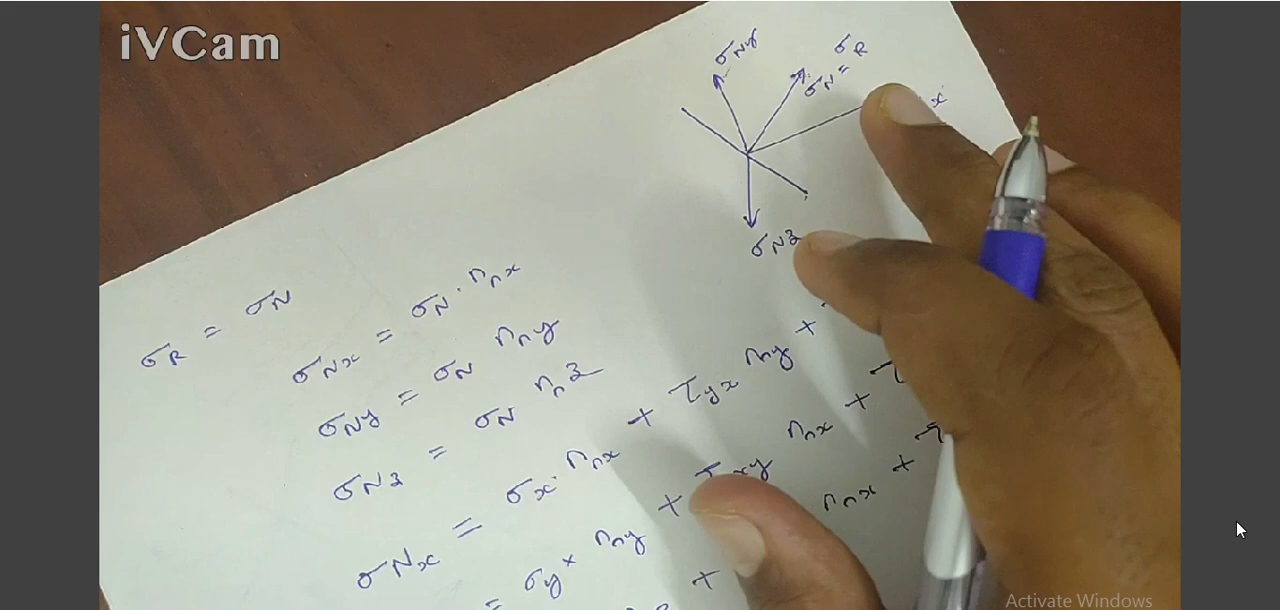 iVCam
σNy
σR
σN =
x
σNz
σR = σN
σNx = σN · nnx
σNy = σN nny
σNz = σN nnz
σNx = σx · nnx + τyx nny +
= σy × nny + τxy nnx + τ
+ nnx + τ
Activate Windows